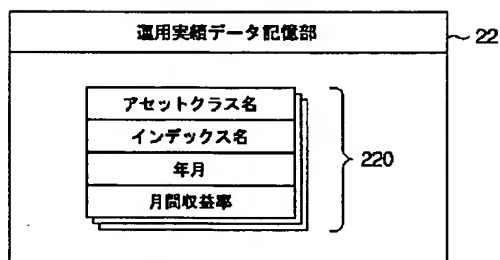 運用実績データ記憶部
22
アセットクラス名
インデックス名
年月
月間収益率
220